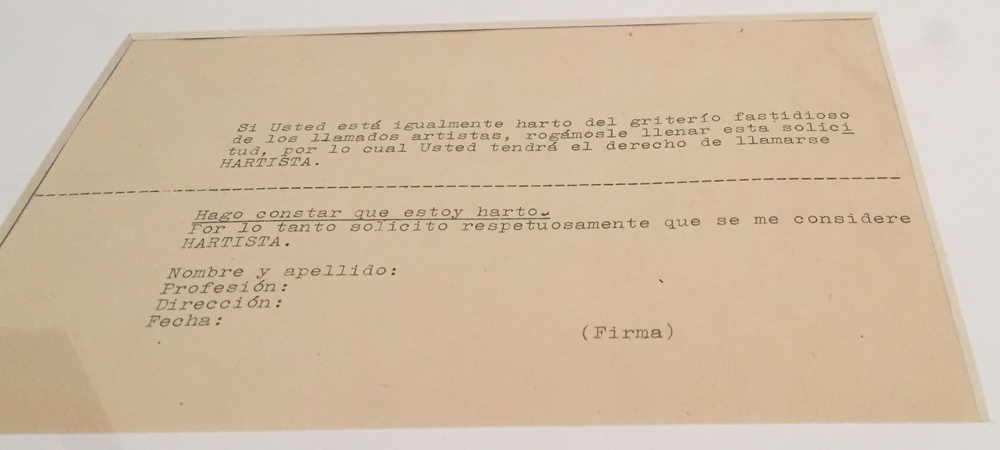 Si Usted está igualmente harto del griterío fastidioso
de los llamados artistas, rogámosle llenar esta solici
tud, por lo cual Usted tendrá el derecho de llamarse
HARTISTA.
Hago constar que estoy harto.
Por lo tanto solicito respetuosamente que se me considere
HARTISTA.
Nombre y apellido:
Profesión:
Dirección:
Fecha:
(Firma)